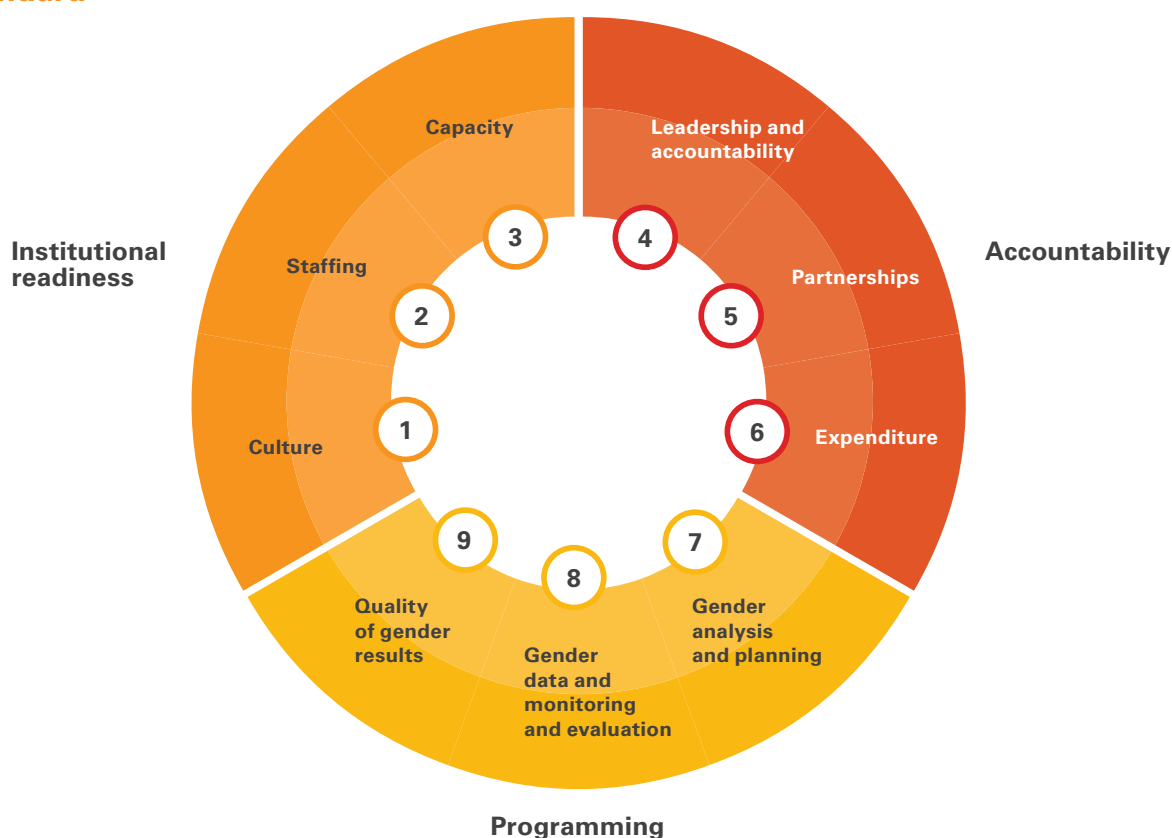 Capacity
Leadership and
accountability
3
4
Institutional
readiness
Accountability
Staffing
Partnerships
2
5
1
6
Culture
Expenditure
9
7
8
Quality
of gender
results
Gender
data and
monitoring
and evaluation
Gender
analysis
and planning
Programming